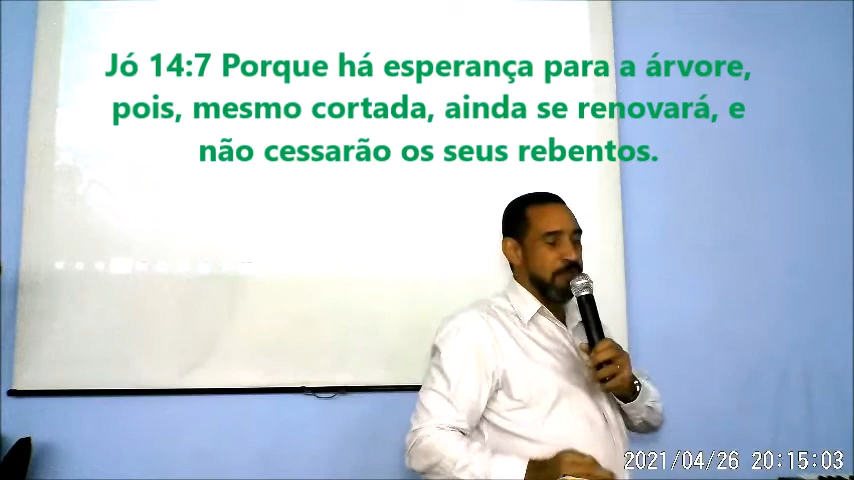 Jó 14:7 Porque há esperança para a árvore,
pois, mesmo cortada, ainda se renovará, e
não cessarão os seus rebentos.
2021/04/26 20:15:03